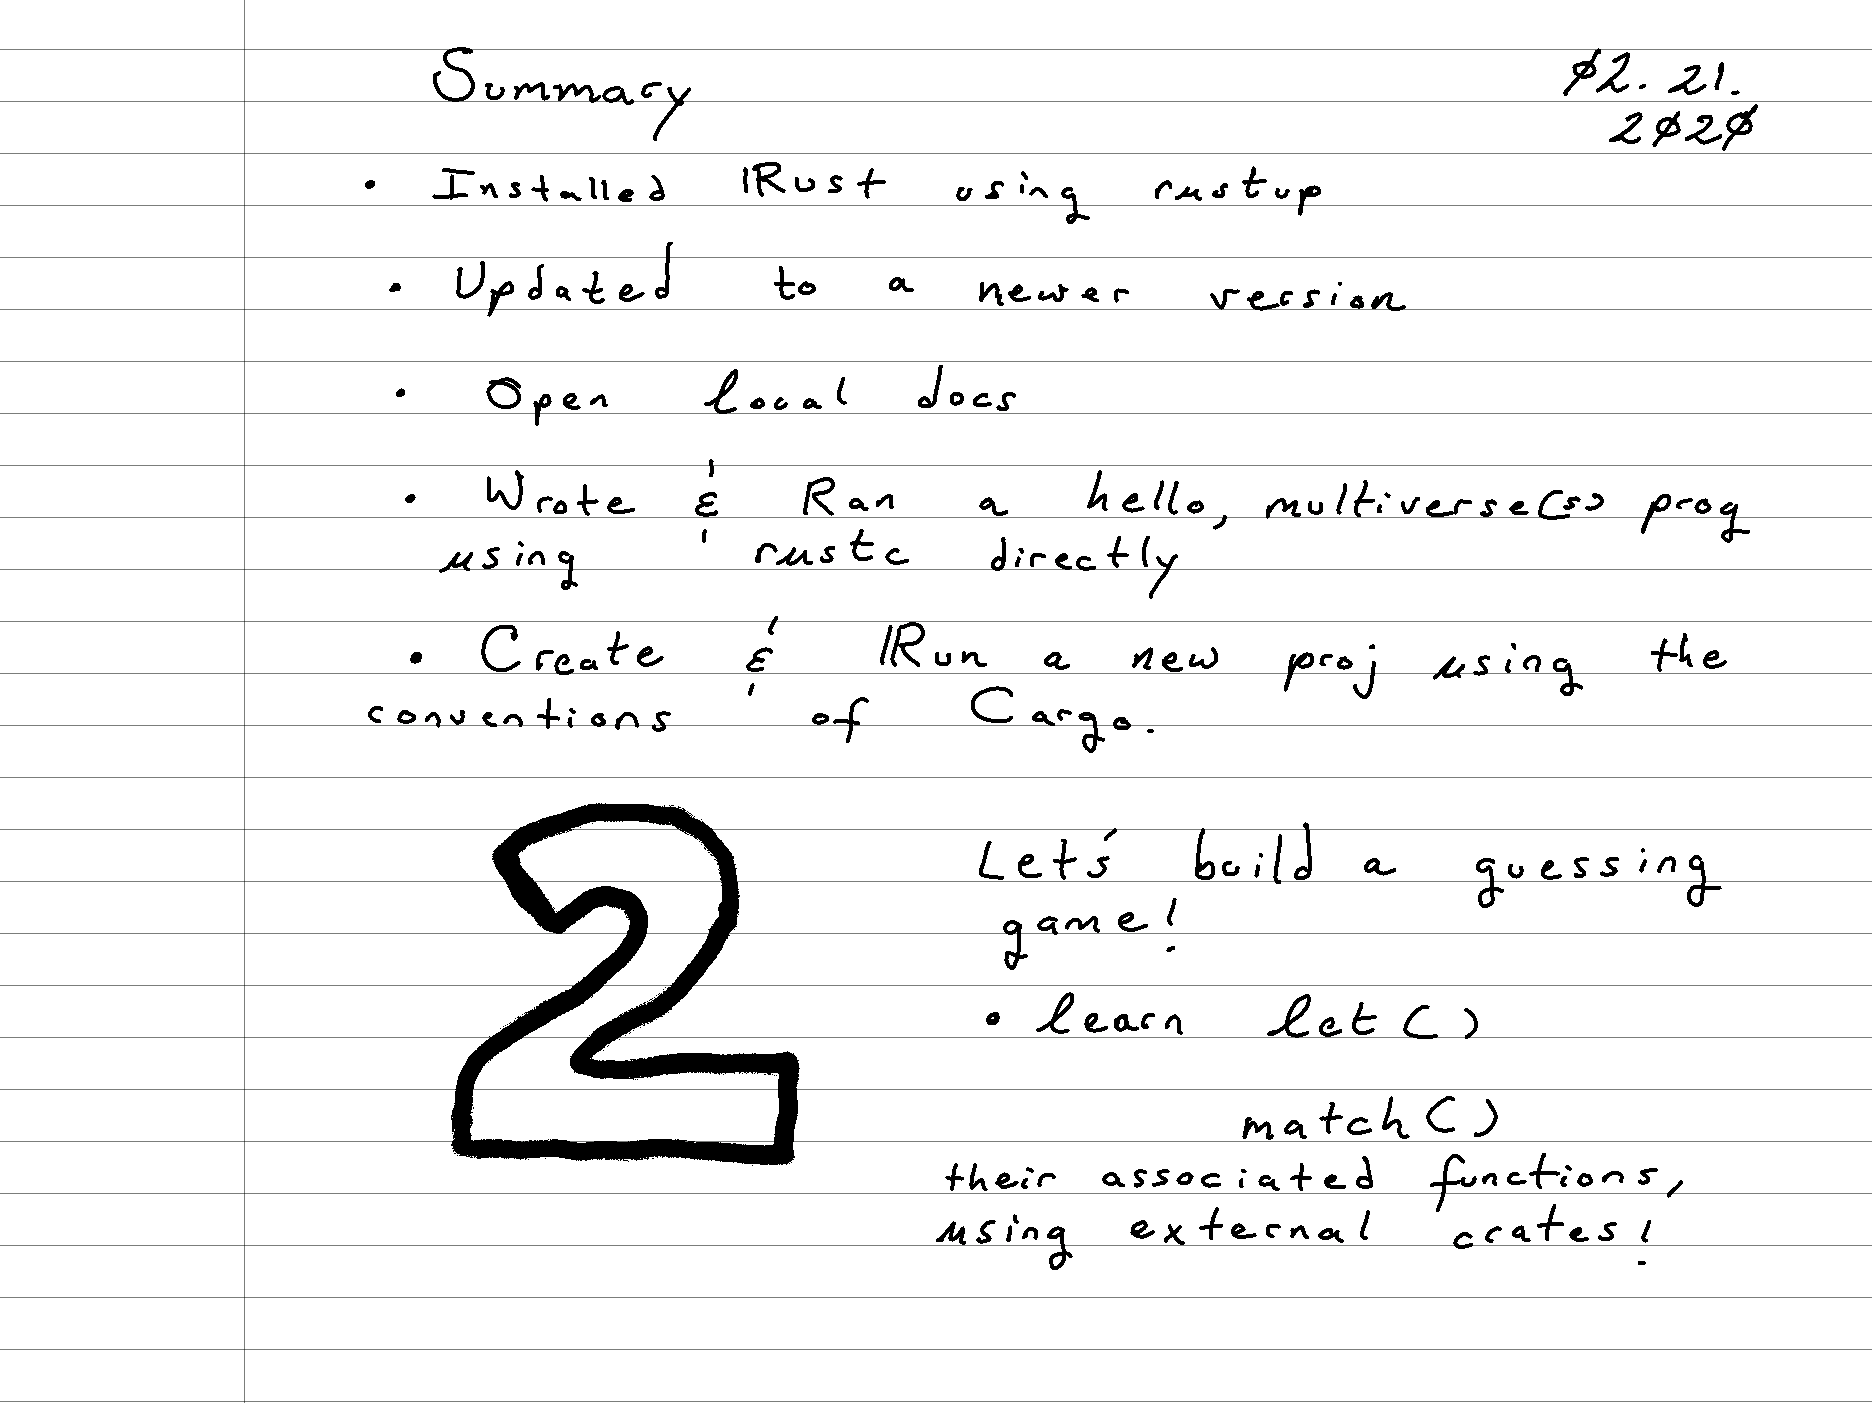 Summary
02. 21.
2020
• Installed Rust using rustup
• Updated to a newer version
• Open local docs
• Wrote & Ran a hello, multiverse(s) prog
using rustc directly
• Create & Run a new proj using the
conventions of Cargo.
2
Let's build a guessing
game!
• learn let()
match()
their associated functions,
using external crates!